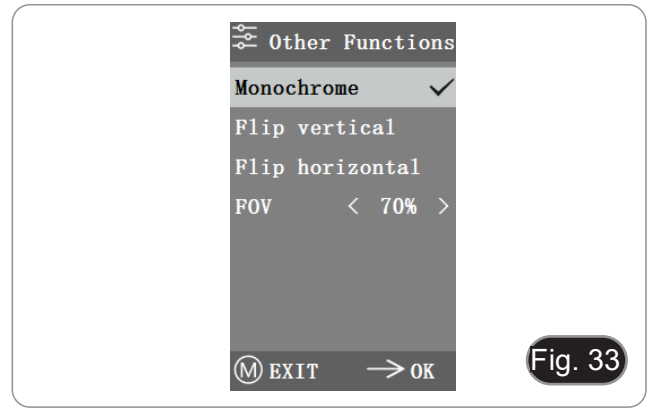 Other Functions
Monochrome
Flip vertical
Flip horizontal
FOV < 70% >
M EXIT → OK
Fig. 33